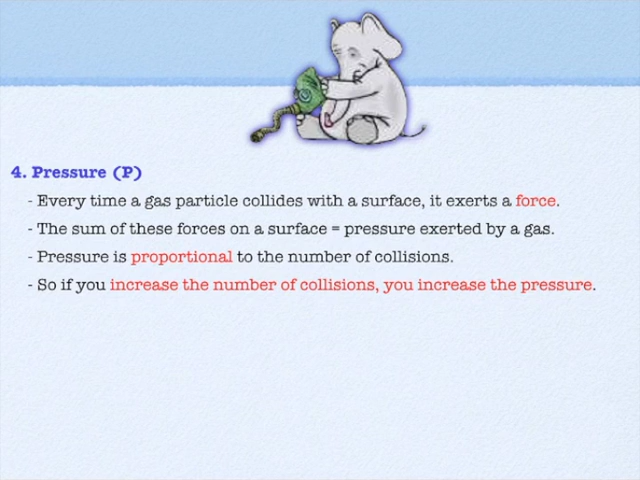 4. Pressure (P)
- Every time a gas particle collides with a surface, it exerts a force.
- The sum of these forces on a surface = pressure exerted by a gas.
- Pressure is proportional to the number of collisions.
- So if you increase the number of collisions, you increase the pressure.